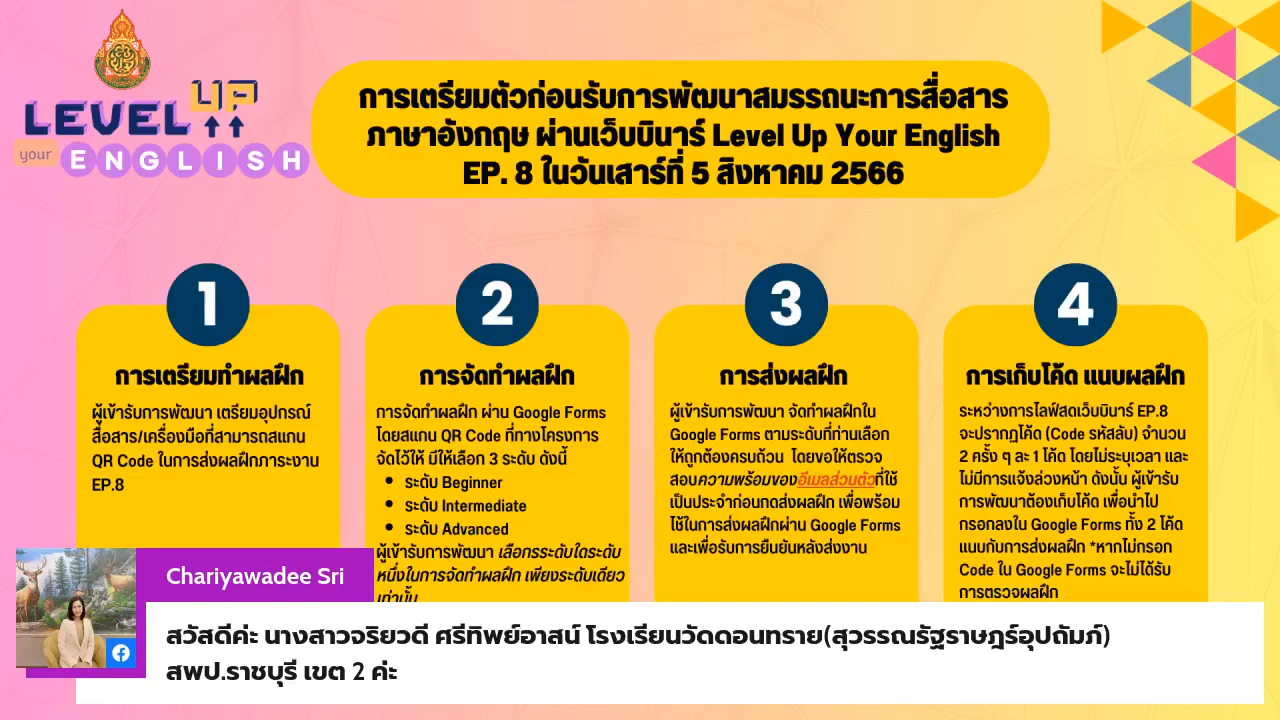 LEVEL UP
your ENGLISH
การเตรียมตัวก่อนรับการพัฒนาสมรรถนะการสื่อสาร
ภาษาอังกฤษ ผ่านเว็บบินาร์ Level Up Your English
EP. 8 ในวันเสาร์ที่ 5 สิงหาคม 2566
1
การเตรียมทำผลฝึก
ผู้เข้ารับการพัฒนา เตรียมอุปกรณ์
สื่อสาร/เครื่องมือที่สามารถสแกน
QR Code ในการส่งผลฝึกภาระงาน
EP.8
2
การจัดทำผลฝึก
การจัดทำผลฝึก ผ่าน Google Forms
โดยสแกน QR Code ที่ทางโครงการ
จัดไว้ให้ มีให้เลือก 3 ระดับ ดังนี้
• ระดับ Beginner
• ระดับ Intermediate
• ระดับ Advanced
ผู้เข้ารับการพัฒนา เลือกรระดับใดระดับ
หนึ่งในการจัดทำผลฝึก เพียงระดับเดียว
เท่านั้น
3
การส่งผลฝึก
ผู้เข้ารับการพัฒนา จัดทำผลฝึกใน
Google Forms ตามระดับที่ท่านเลือก
ให้ถูกต้องครบถ้วน โดยขอให้ตรวจ
สอบความพร้อมของอีเมลส่วนตัวที่ใช้
เป็นประจำก่อนกดส่งผลฝึก เพื่อพร้อม
ใช้ในการส่งผลฝึกผ่าน Google Forms
และเพื่อรับการยืนยันหลังส่งงาน
4
การเก็บโค้ด แนบผลฝึก
ระหว่างการไลฟ์สดเว็บบินาร์ EP.8
จะปรากฏโค้ด (Code รหัสลับ) จำนวน
2 ครั้ง ๆ ละ 1 โค้ด โดยไม่ระบุเวลา และ
ไม่มีการแจ้งล่วงหน้า ดังนั้น ผู้เข้ารับ
การพัฒนาต้องเก็บโค้ด เพื่อนำไป
กรอกลงใน Google Forms ทั้ง 2 โค้ด
แนบกับการส่งผลฝึก *หากไม่กรอก
Code ใน Google Forms จะไม่ได้รับ
การตรวจผลฝึก
Chariyawadee Sri
สวัสดีค่ะ นางสาวจริยวดี ศรีทิพย์อาสน์ โรงเรียนวัดดอนทราย(สุวรรณรัฐราษฎร์อุปถัมภ์)
สพป.ราชบุรี เขต 2 ค่ะ